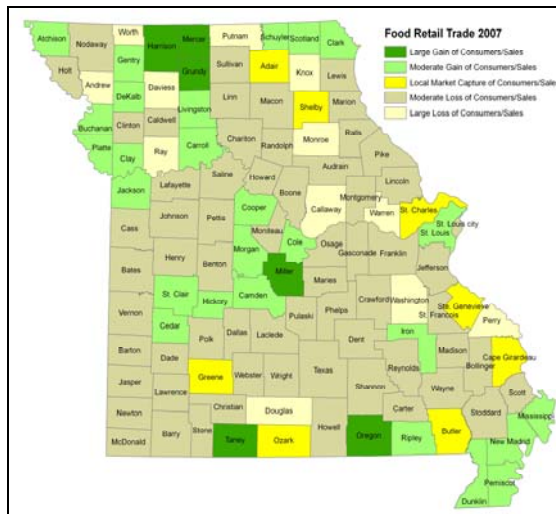 Food Retail Trade 2007
Large Gain of Consumers/Sales
Moderate Gain of Consumers/Sales
Local Market Capture of Consumers/Sales
Moderate Loss of Consumers/Sales
Large Loss of Consumers/Sales
Atchison
Nodaway
Worth
Harrison
Mercer
Putnam
Schuyler
Scotland
Clark
Gentry
Holt
Grundy
Sullivan
Adair
Knox
Lewis
Andrew
DeKalb
Daviess
Livingston
Linn
Macon
Shelby
Marion
Buchanan
Clinton
Caldwell
Chariton
Randolph
Monroe
Ralls
Platte
Clay
Ray
Carroll
Audrain
Pike
Jackson
Lafayette
Saline
Howard
Boone
Callaway
Montgomery
Lincoln
Warren
St. Charles
St. Louis city
St. Louis
Cass
Johnson
Pettis
Cooper
Moniteau
Cole
Osage
Gasconade
Franklin
Jefferson
Bates
Henry
Benton
Morgan
Miller
Maries
Crawford
Washington
Ste. Genevieve
St. Francois
Perry
Vernon
St. Clair
Hickory
Camden
Pulaski
Phelps
Dent
Iron
Madison
Cape Girardeau
Bollinger
Cedar
Polk
Dallas
Laclede
Barton
Dade
Texas
Reynolds
Wayne
Scott
Jasper
Lawrence
Greene
Webster
Wright
Shannon
Carter
Stoddard
Mississippi
Newton
Christian
Douglas
Howell
Oregon
Ripley
Butler
New Madrid
McDonald
Barry
Stone
Taney
Ozark
Pemiscot
Dunklin